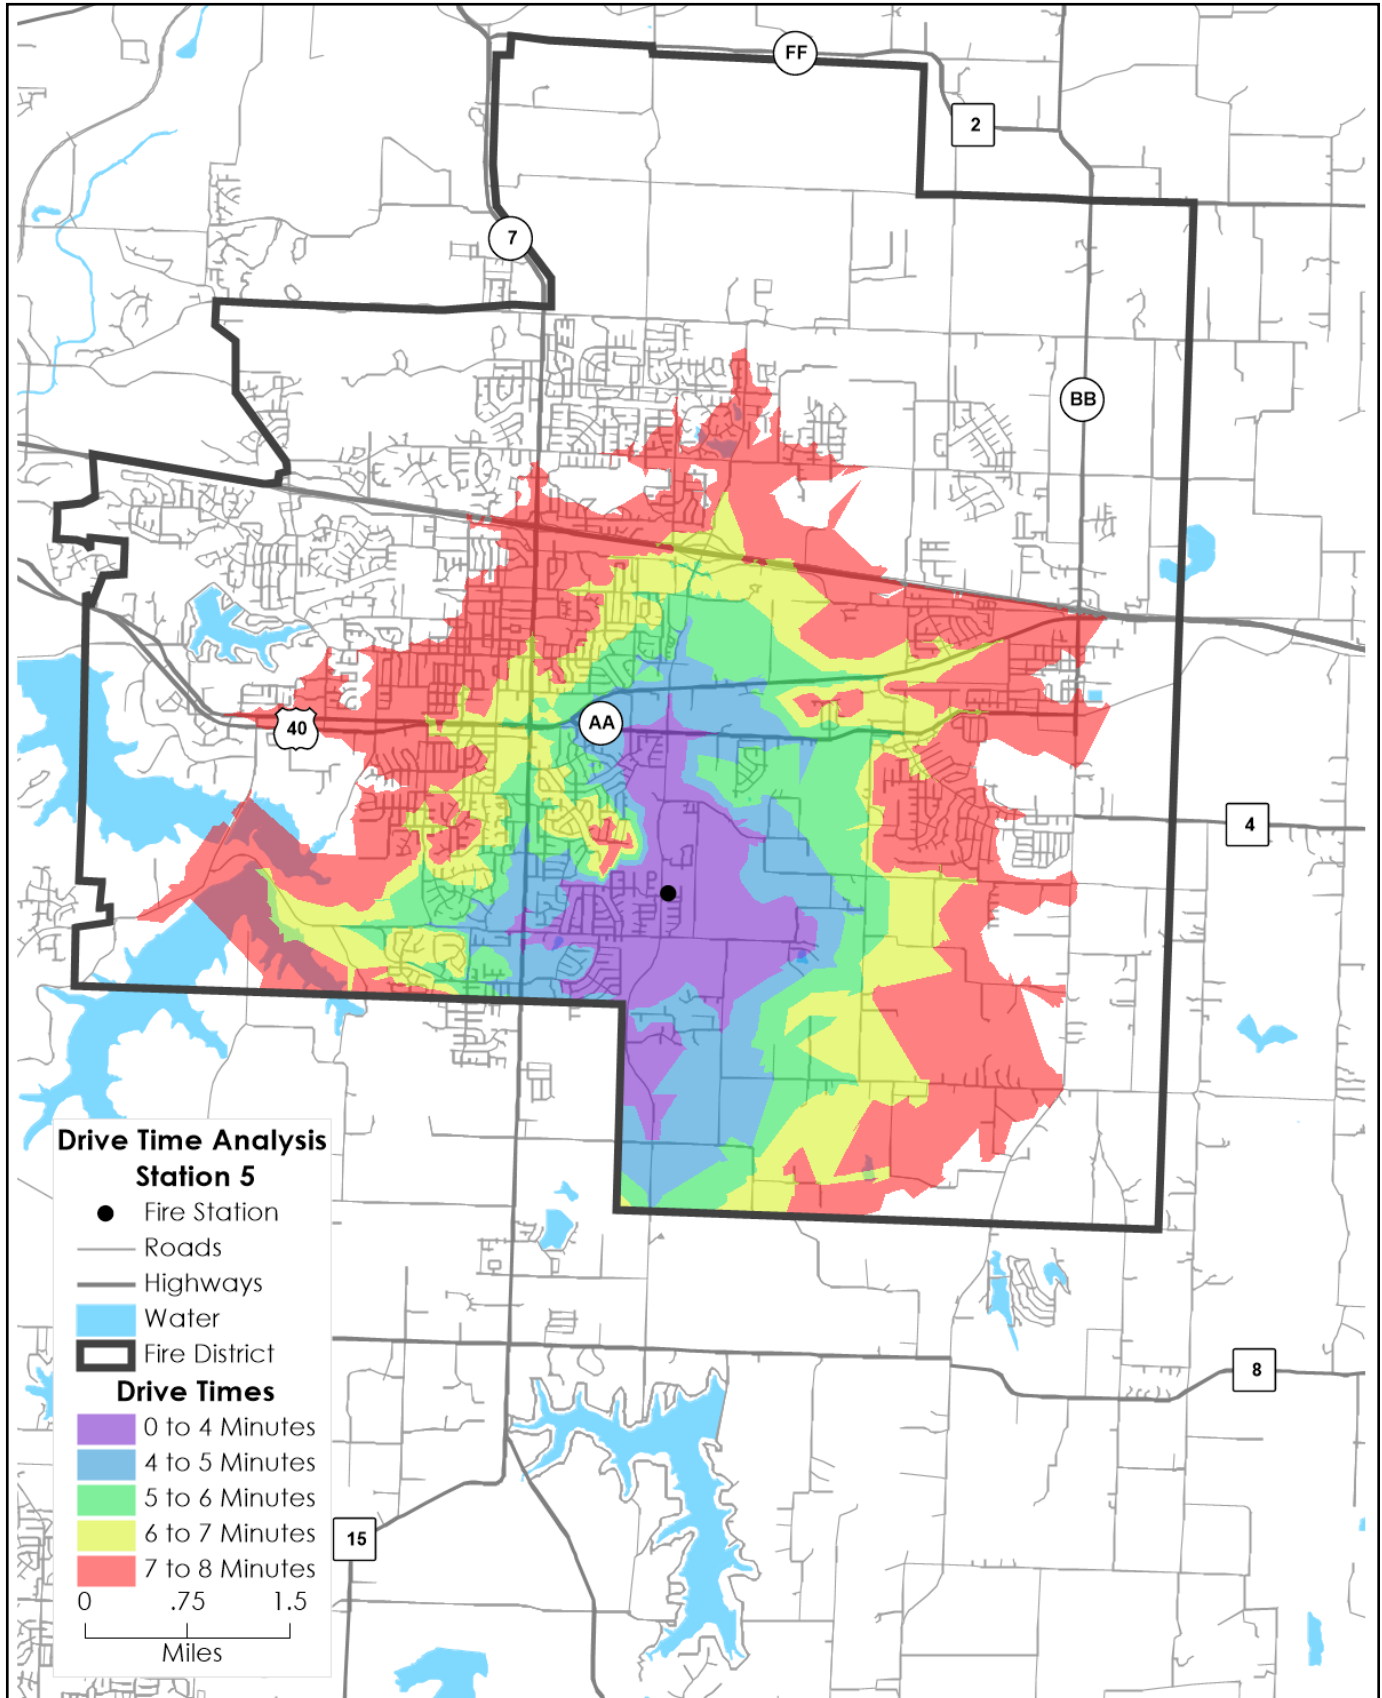 FF
2
7
BB
40
AA
4
8
15
Drive Time Analysis
Station 5
Fire Station
Roads
Highways
Water
Fire District
Drive Times
0 to 4 Minutes
4 to 5 Minutes
5 to 6 Minutes
6 to 7 Minutes
7 to 8 Minutes
0 .75 1.5
Miles